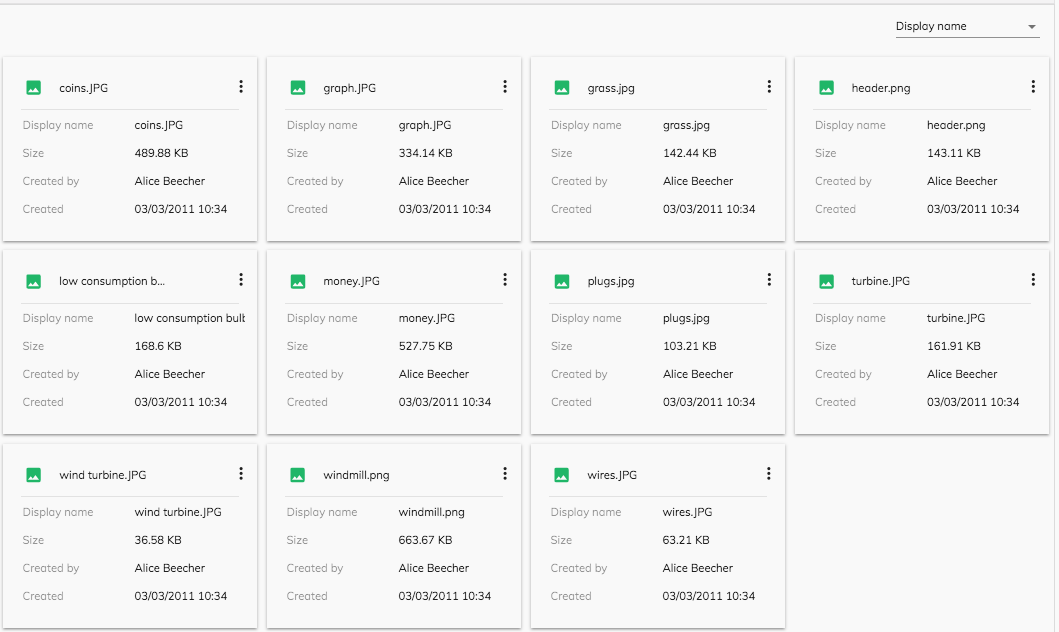 Display name
coins.JPG
Display name coins.JPG
Size 489.88 KB
Created by Alice Beecher
Created 03/03/2011 10:34
graph.JPG
Display name graph.JPG
Size 334.14 KB
Created by Alice Beecher
Created 03/03/2011 10:34
grass.jpg
Display name grass.jpg
Size 142.44 KB
Created by Alice Beecher
Created 03/03/2011 10:34
header.png
Display name header.png
Size 143.11 KB
Created by Alice Beecher
Created 03/03/2011 10:34
low consumption b...
Display name low consumption bulb
Size 168.6 KB
Created by Alice Beecher
Created 03/03/2011 10:34
money.JPG
Display name money.JPG
Size 527.75 KB
Created by Alice Beecher
Created 03/03/2011 10:34
plugs.jpg
Display name plugs.jpg
Size 103.21 KB
Created by Alice Beecher
Created 03/03/2011 10:34
turbine.JPG
Display name turbine.JPG
Size 161.91 KB
Created by Alice Beecher
Created 03/03/2011 10:34
wind turbine.JPG
Display name wind turbine.JPG
Size 36.58 KB
Created by Alice Beecher
Created 03/03/2011 10:34
windmill.png
Display name windmill.png
Size 663.67 KB
Created by Alice Beecher
Created 03/03/2011 10:34
wires.JPG
Display name wires.JPG
Size 63.21 KB
Created by Alice Beecher
Created 03/03/2011 10:34